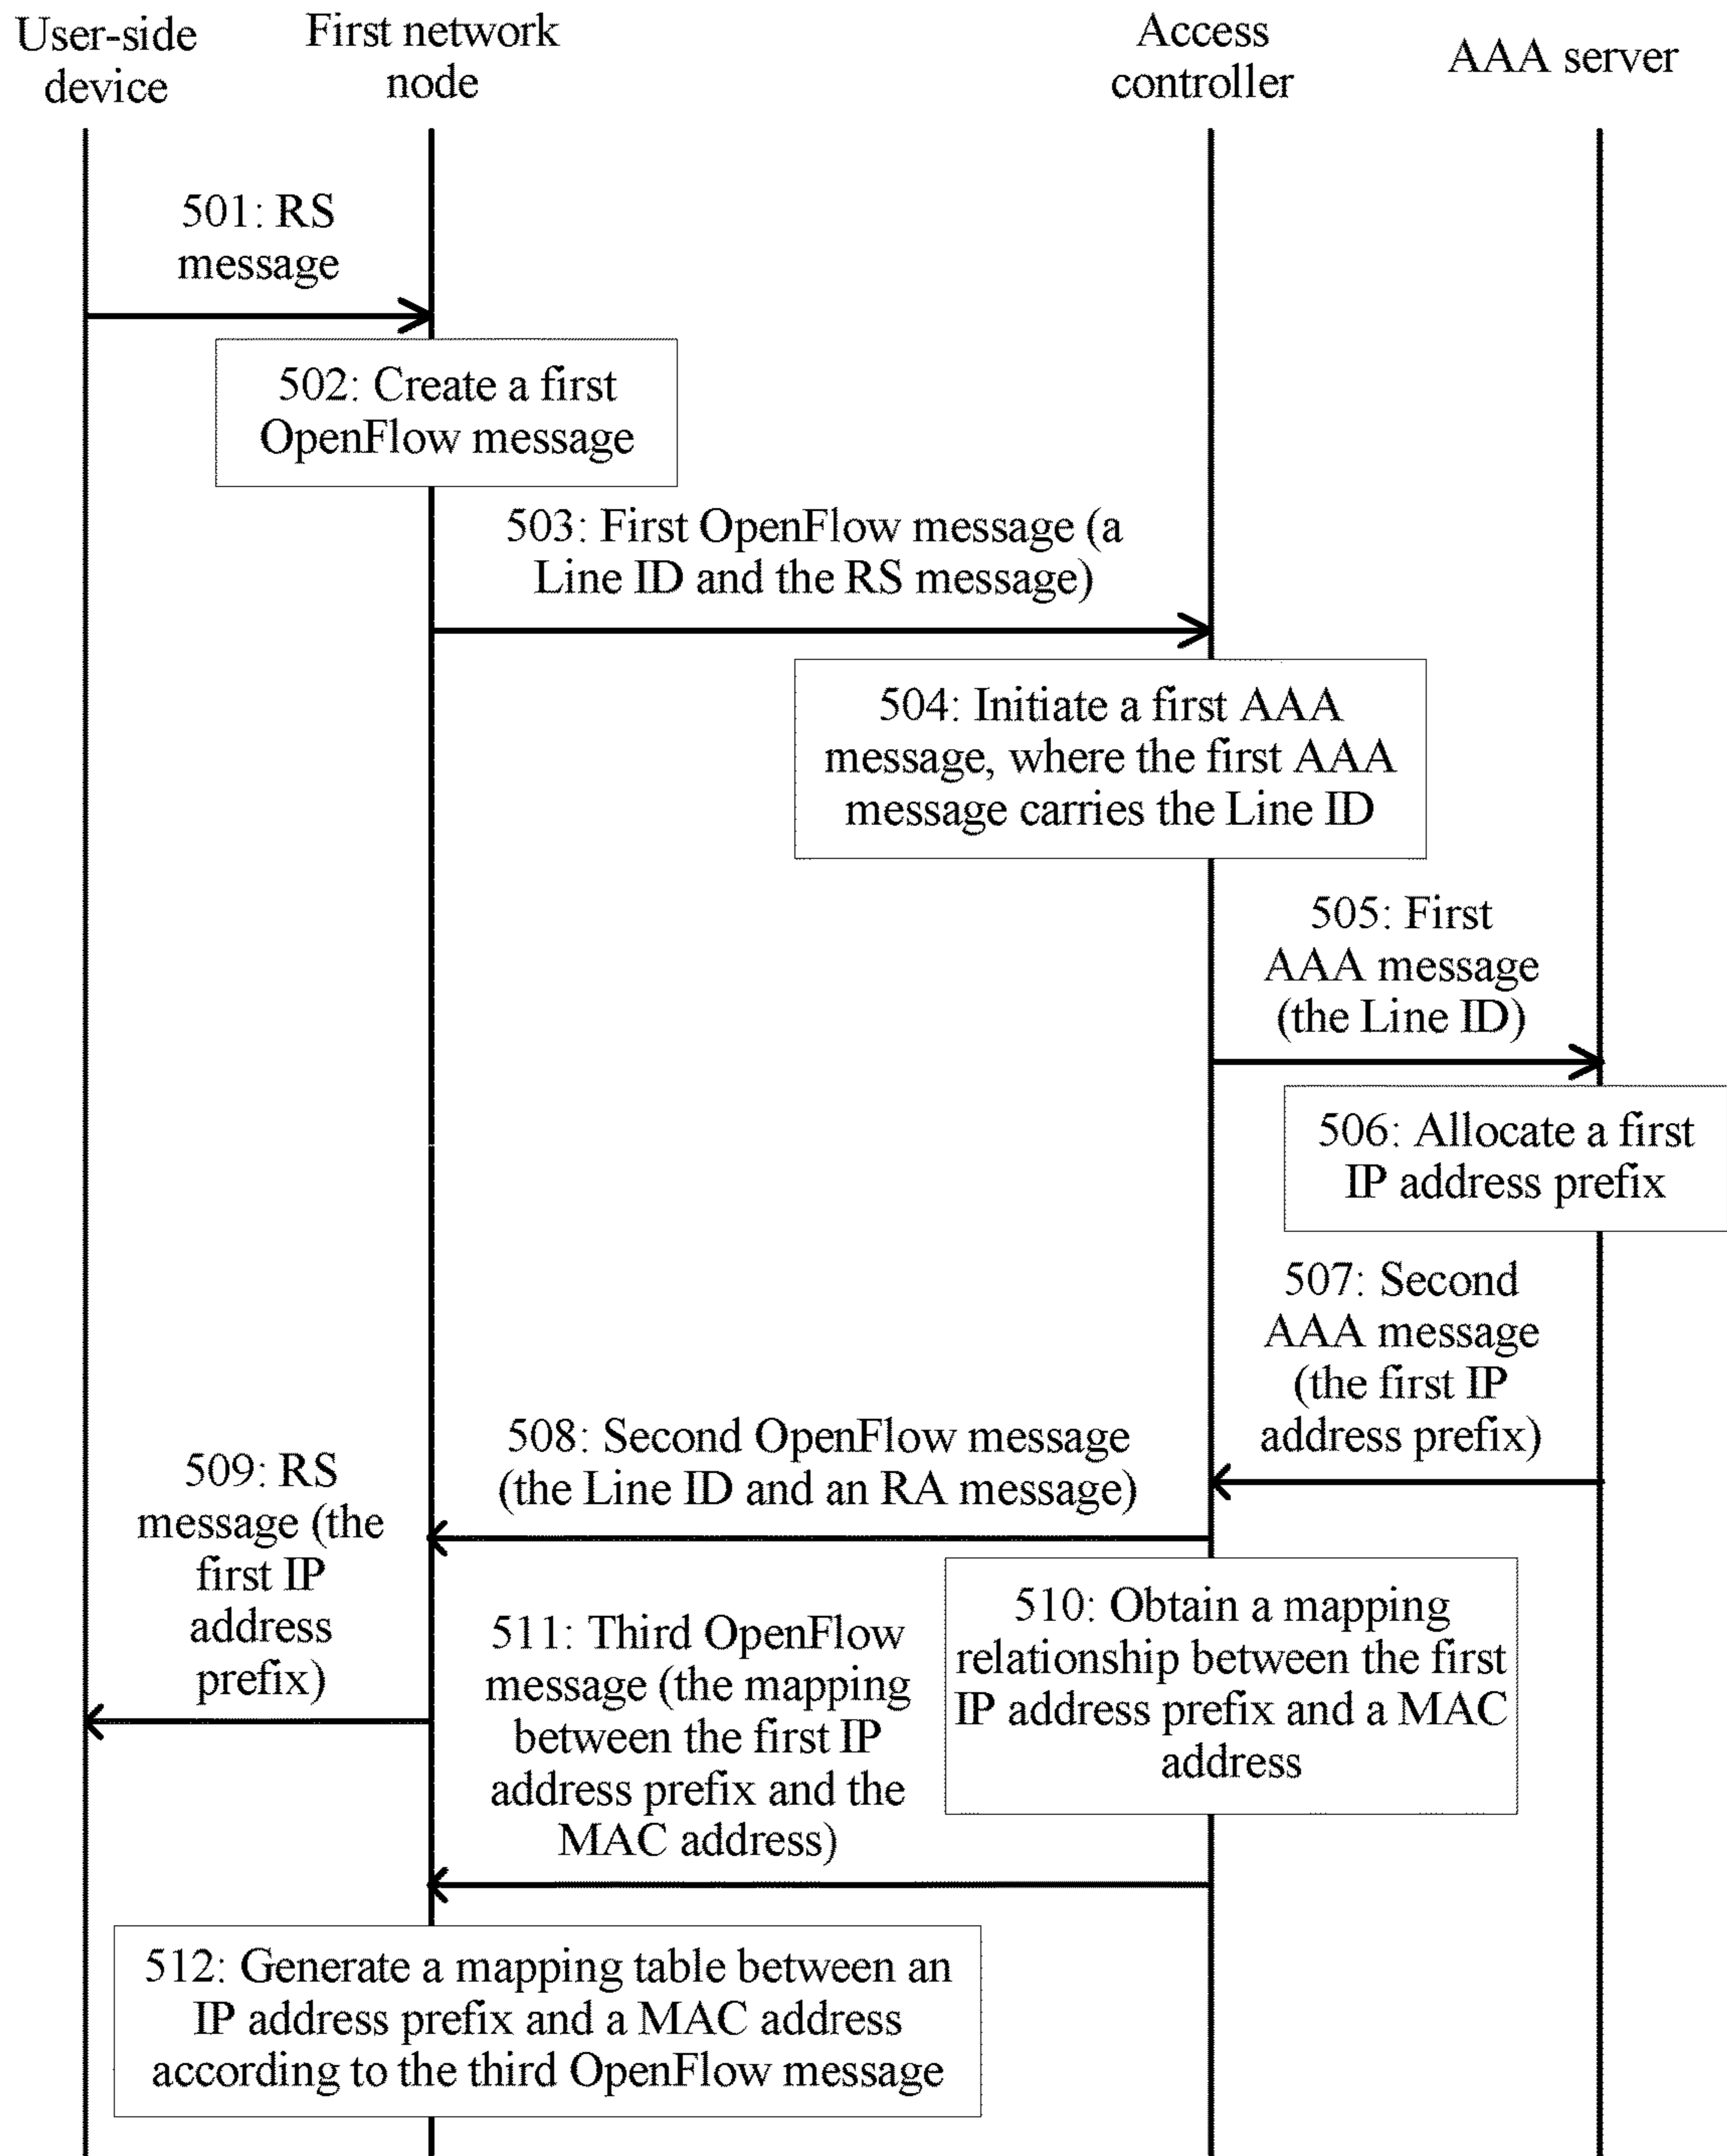 User-side
device
First network
node
Access
controller
AAA server
501: RS
message
502: Create a first
OpenFlow message
503: First OpenFlow message (a
Line ID and the RS message)
504: Initiate a first AAA
message, where the first AAA
message carries the Line ID
505: First
AAA message
(the Line ID)
506: Allocate a first
IP address prefix
507: Second
AAA message
(the first IP
address prefix)
508: Second OpenFlow message
(the Line ID and an RA message)
509: RS
message (the
first IP
address
prefix)
510: Obtain a mapping
relationship between the first
IP address prefix and a MAC
address
511: Third OpenFlow
message (the mapping
between the first IP
address prefix and the
MAC address)
512: Generate a mapping table between an
IP address prefix and a MAC address
according to the third OpenFlow message